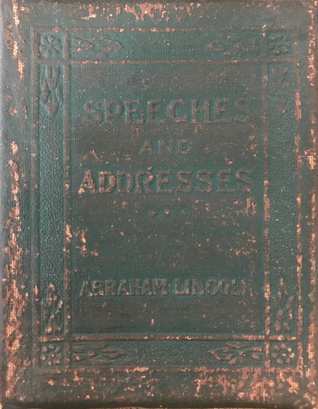 SPEECHES
AND
ADDRESSES
ABRAHAM LINCOLN